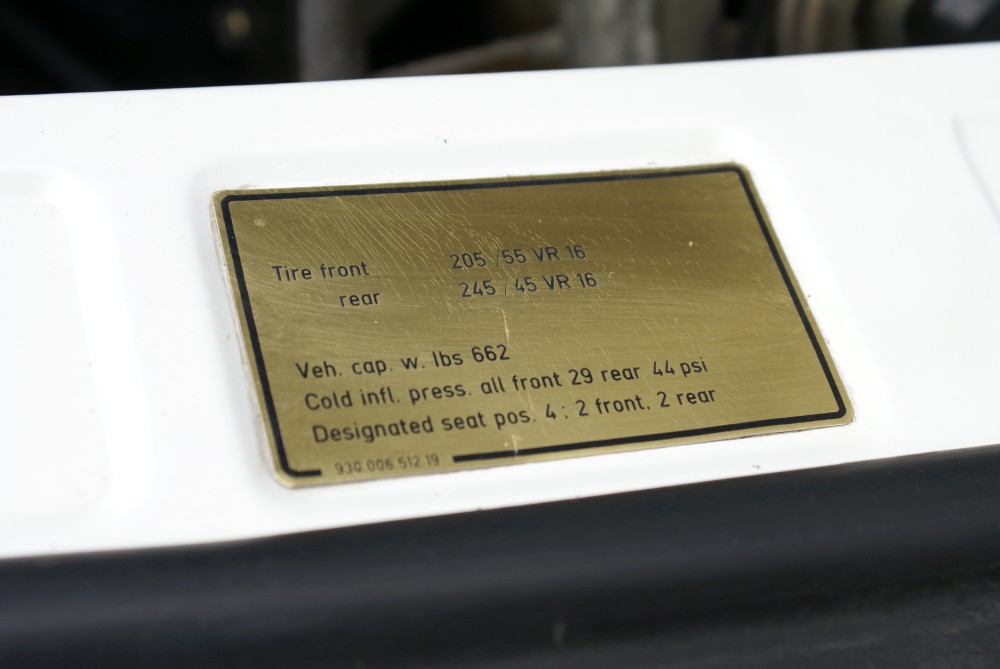 Tire front 205/55 VR 16
rear 245/45 VR 16
Veh. cap. w. lbs 662
Cold infl. press. all front 29 rear 44 psi
Designated seat pos. 4: 2 front. 2 rear
930.006.512.19